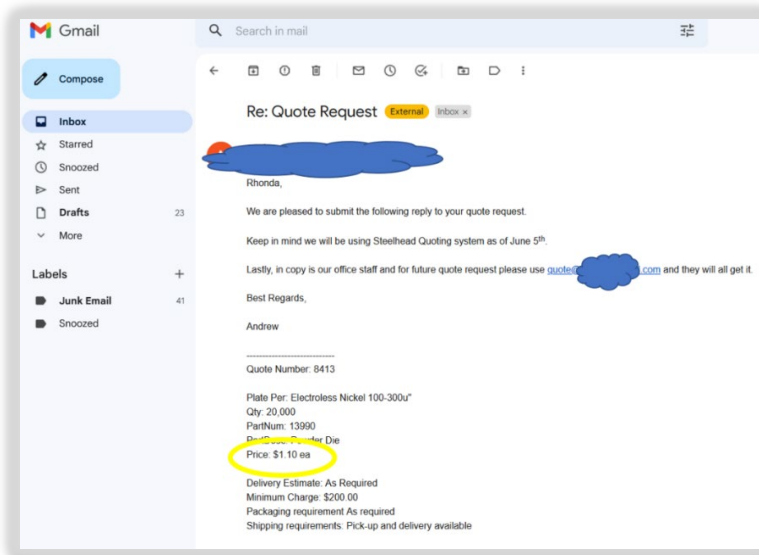 Gmail
Search in mail
Compose
Inbox
Starred
Snoozed
Sent
Drafts 23
More
Labels +
Junk Email 41
Snoozed
Re: Quote Request External Inbox x
Rhonda,
We are pleased to submit the following reply to your quote request.
Keep in mind we will be using Steelhead Quoting system as of June 5th.
Lastly, in copy is our office staff and for future quote request please use quote@ .com and they will all get it.
Best Regards,
Andrew
----------------------------
Quote Number: 8413
Plate Per: Electroless Nickel 100-300u"
Qty: 20,000
PartNum: 13990
Die
Price: $1.10 ea
Delivery Estimate: As Required
Minimum Charge: $200.00
Packaging requirement As required
Shipping requirements: Pick-up and delivery available